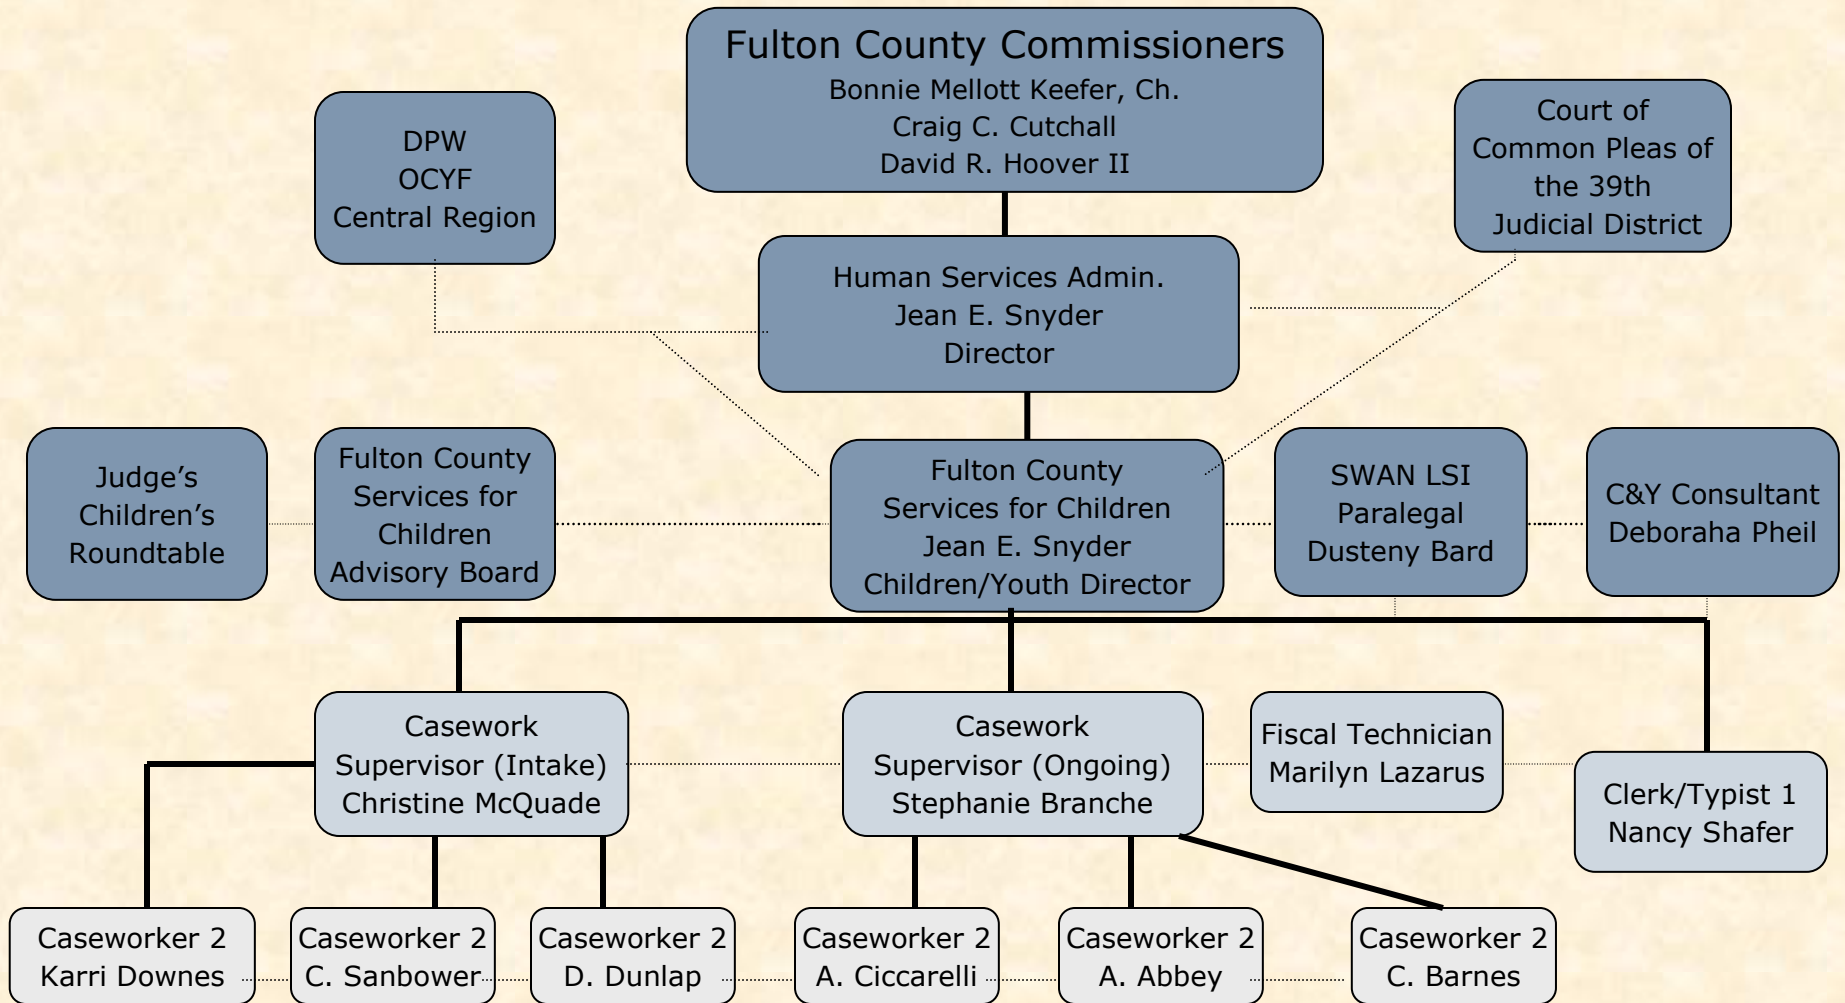 Fulton County Commissioners
Bonnie Mellott Keefer, Ch.
Craig C. Cutchall
David R. Hoover II
DPW
OCYF
Central Region
Court of
Common Pleas of
the 39th
Judicial District
Human Services Admin.
Jean E. Snyder
Director
Judge’s
Children’s
Roundtable
Fulton County
Services for
Children
Advisory Board
Fulton County
Services for Children
Jean E. Snyder
Children/Youth Director
SWAN LSI
Paralegal
Dusteny Bard
C&Y Consultant
Deboraha Pheil
Casework
Supervisor (Intake)
Christine McQuade
Casework
Supervisor (Ongoing)
Stephanie Branche
Fiscal Technician
Marilyn Lazarus
Clerk/Typist 1
Nancy Shafer
Caseworker 2
Karri Downes
Caseworker 2
C. Sanbower
Caseworker 2
D. Dunlap
Caseworker 2
A. Ciccarelli
Caseworker 2
A. Abbey
Caseworker 2
C. Barnes